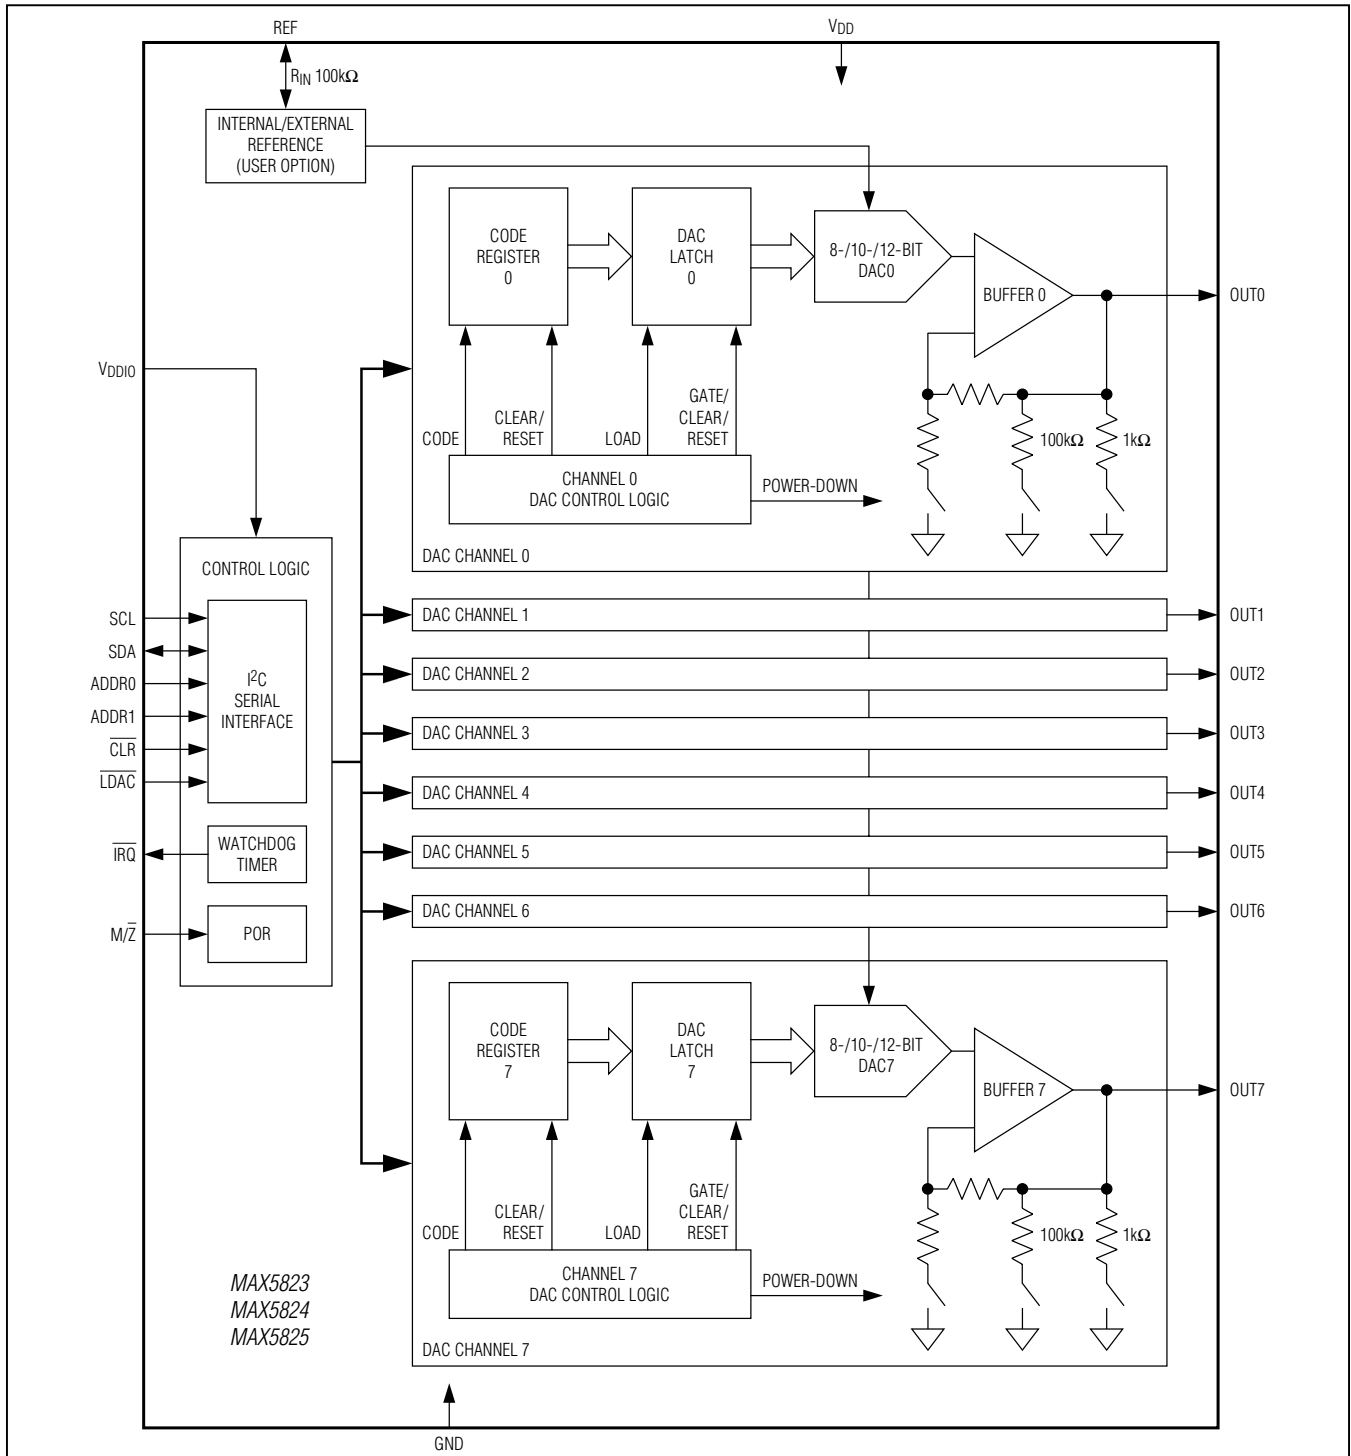 REF
VDD
RIN 100kΩ
INTERNAL/EXTERNAL
REFERENCE
(USER OPTION)
CODE
REGISTER
0
DAC
LATCH
0
8-/10-/12-BIT
DAC0
BUFFER 0
OUT0
VDDIO
CODE
CLEAR/
RESET
LOAD
GATE/
CLEAR/
RESET
100kΩ
1kΩ
CHANNEL 0
DAC CONTROL LOGIC
POWER-DOWN
DAC CHANNEL 0
CONTROL LOGIC
SCL
SDA
ADDR0
ADDR1
CLR
LDAC
I2C
SERIAL
INTERFACE
IRQ
WATCHDOG
TIMER
M/Z
POR
DAC CHANNEL 1
OUT1
DAC CHANNEL 2
OUT2
DAC CHANNEL 3
OUT3
DAC CHANNEL 4
OUT4
DAC CHANNEL 5
OUT5
DAC CHANNEL 6
OUT6
CODE
REGISTER
7
DAC
LATCH
7
8-/10-/12-BIT
DAC7
BUFFER 7
OUT7
CODE
CLEAR/
RESET
LOAD
GATE/
CLEAR/
RESET
100kΩ
1kΩ
CHANNEL 7
DAC CONTROL LOGIC
POWER-DOWN
DAC CHANNEL 7
MAX5823
MAX5824
MAX5825
GND